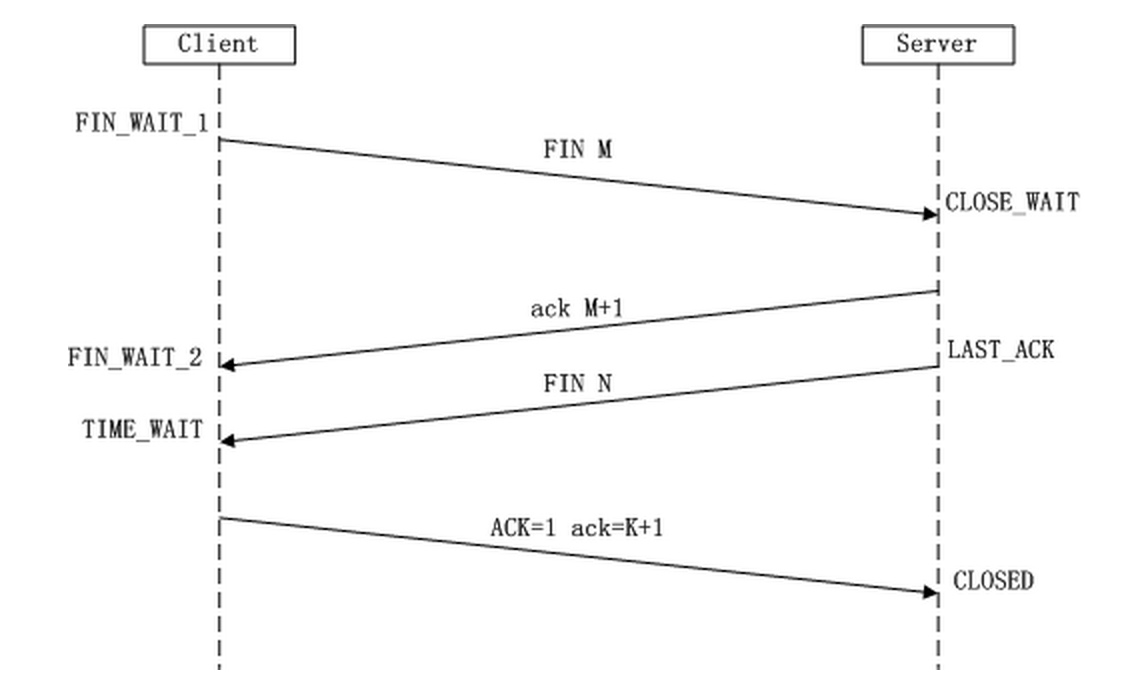 Client
Server
FIN_WAIT_1
FIN M
CLOSE_WAIT
ack M+1
FIN_WAIT_2
LAST_ACK
FIN N
TIME_WAIT
ACK=1 ack=K+1
CLOSED